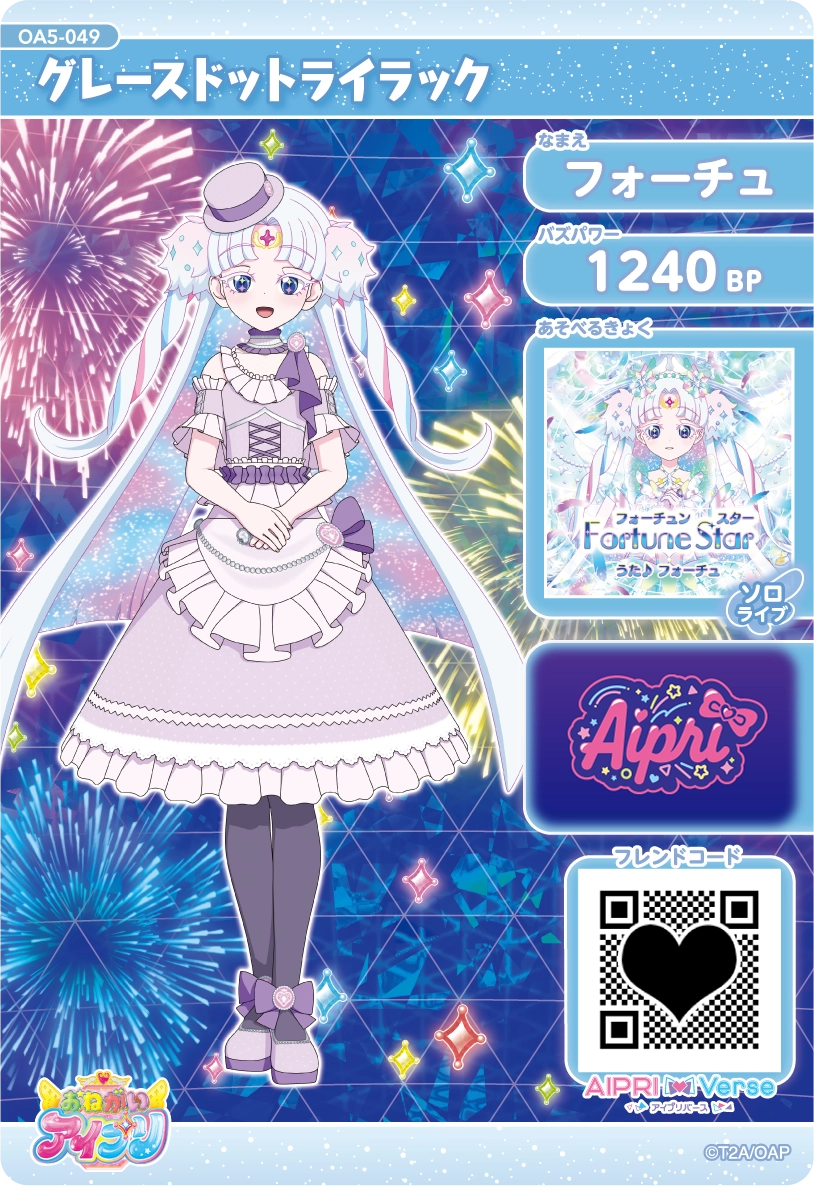 OA5-049
グレースドットライラック
なまえ
フォーチュ
バズパワー
1240 BP
あそべるきょく
フォーチュン スター
Fortune Star
うた♪ フォーチュ
ソロ
ライブ
Aipri
フレンドコード
AIPRI Verse
アイプリバース
おねがい
アイプリ
©T2A/OAP